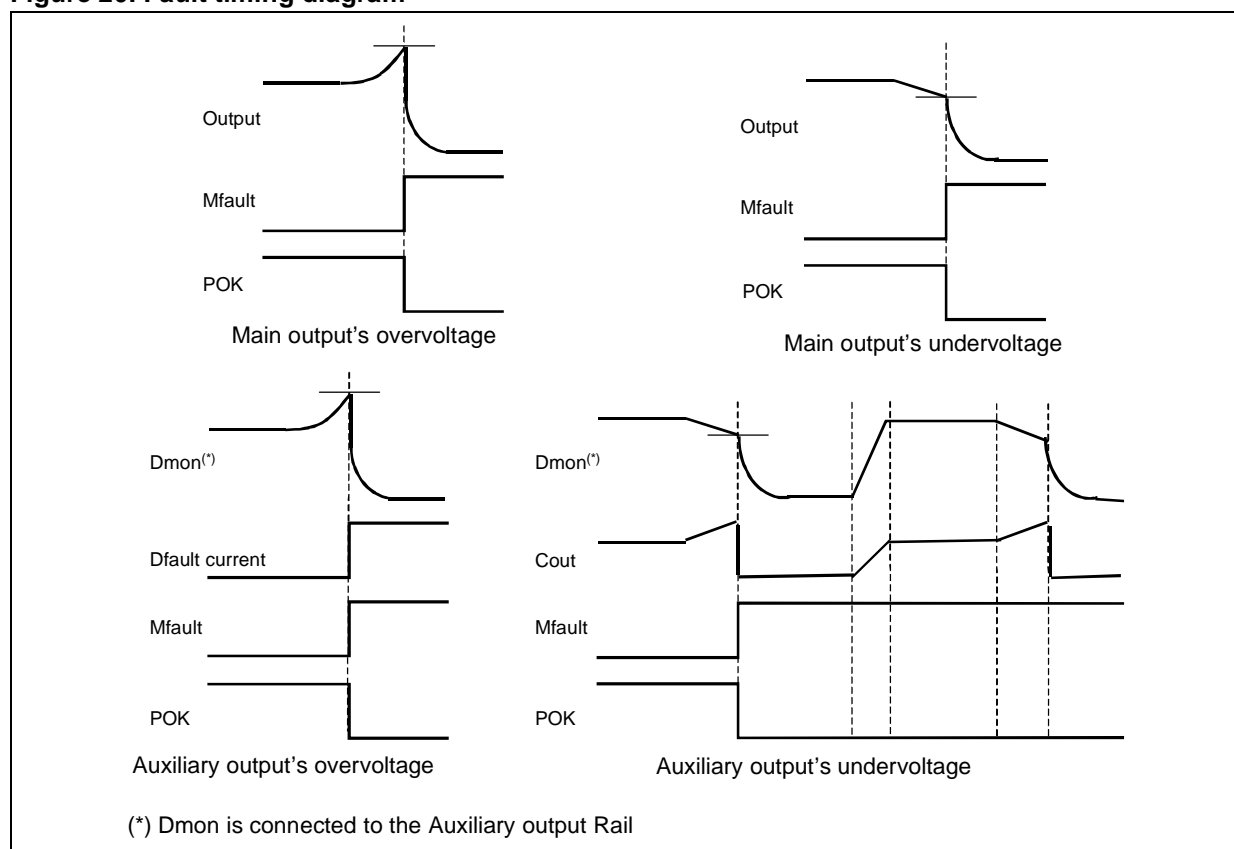 Figure Fault timing diagram
Output
Mfault
POK
Main output's overvoltage
Output
Mfault
POK
Main output's undervoltage
Dmon(*)
Dfault current
Mfault
POK
Auxiliary output's overvoltage
Dmon(*)
Cout
Mfault
POK
Auxiliary output's undervoltage
(*) Dmon is connected to the Auxiliary output Rail